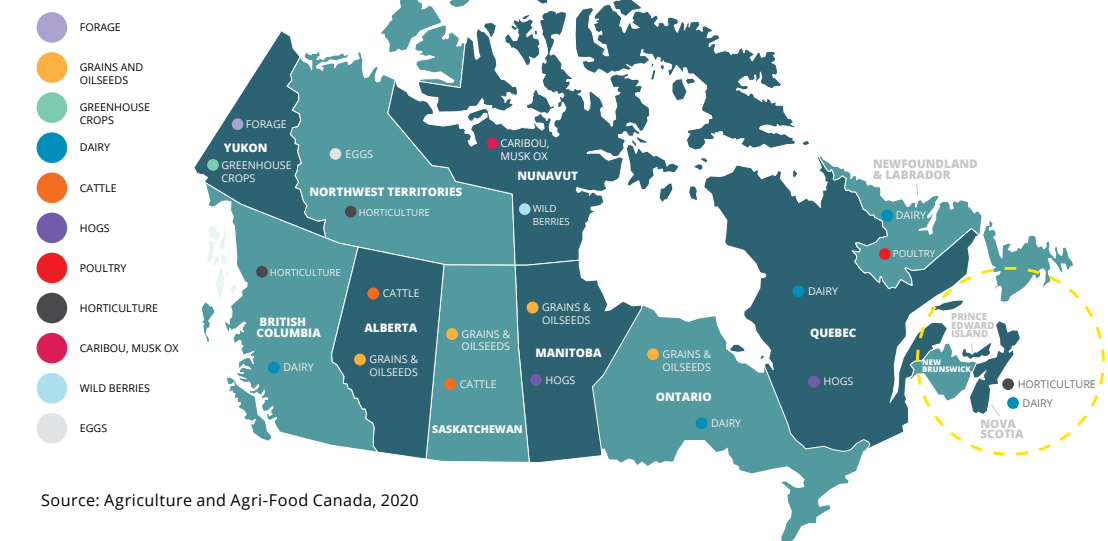 FORAGE
GRAINS AND
OILSEEDS
GREENHOUSE
CROPS
DAIRY
CATTLE
HOGS
POULTRY
HORTICULTURE
CARIBOU, MUSK OX
WILD BERRIES
EGGS
FORAGE
YUKON
GREENHOUSE
CROPS
EGGS
NORTHWEST TERRITORIES
HORTICULTURE
CARIBOU,
MUSK OX
NUNAVUT
WILD
BERRIES
HORTICULTURE
BRITISH
COLUMBIA
DAIRY
CATTLE
ALBERTA
GRAINS &
OILSEEDS
GRAINS &
OILSEEDS
CATTLE
SASKATCHEWAN
GRAINS &
OILSEEDS
MANITOBA
HOGS
GRAINS &
OILSEEDS
ONTARIO
DAIRY
DAIRY
QUEBEC
HOGS
NEWFOUNDLAND
& LABRADOR
DAIRY
POULTRY
PRINCE
EDWARD
ISLAND
NEW
BRUNSWICK
HORTICULTURE
DAIRY
NOVA
SCOTIA
Source: Agriculture and Agri-Food Canada, 2020